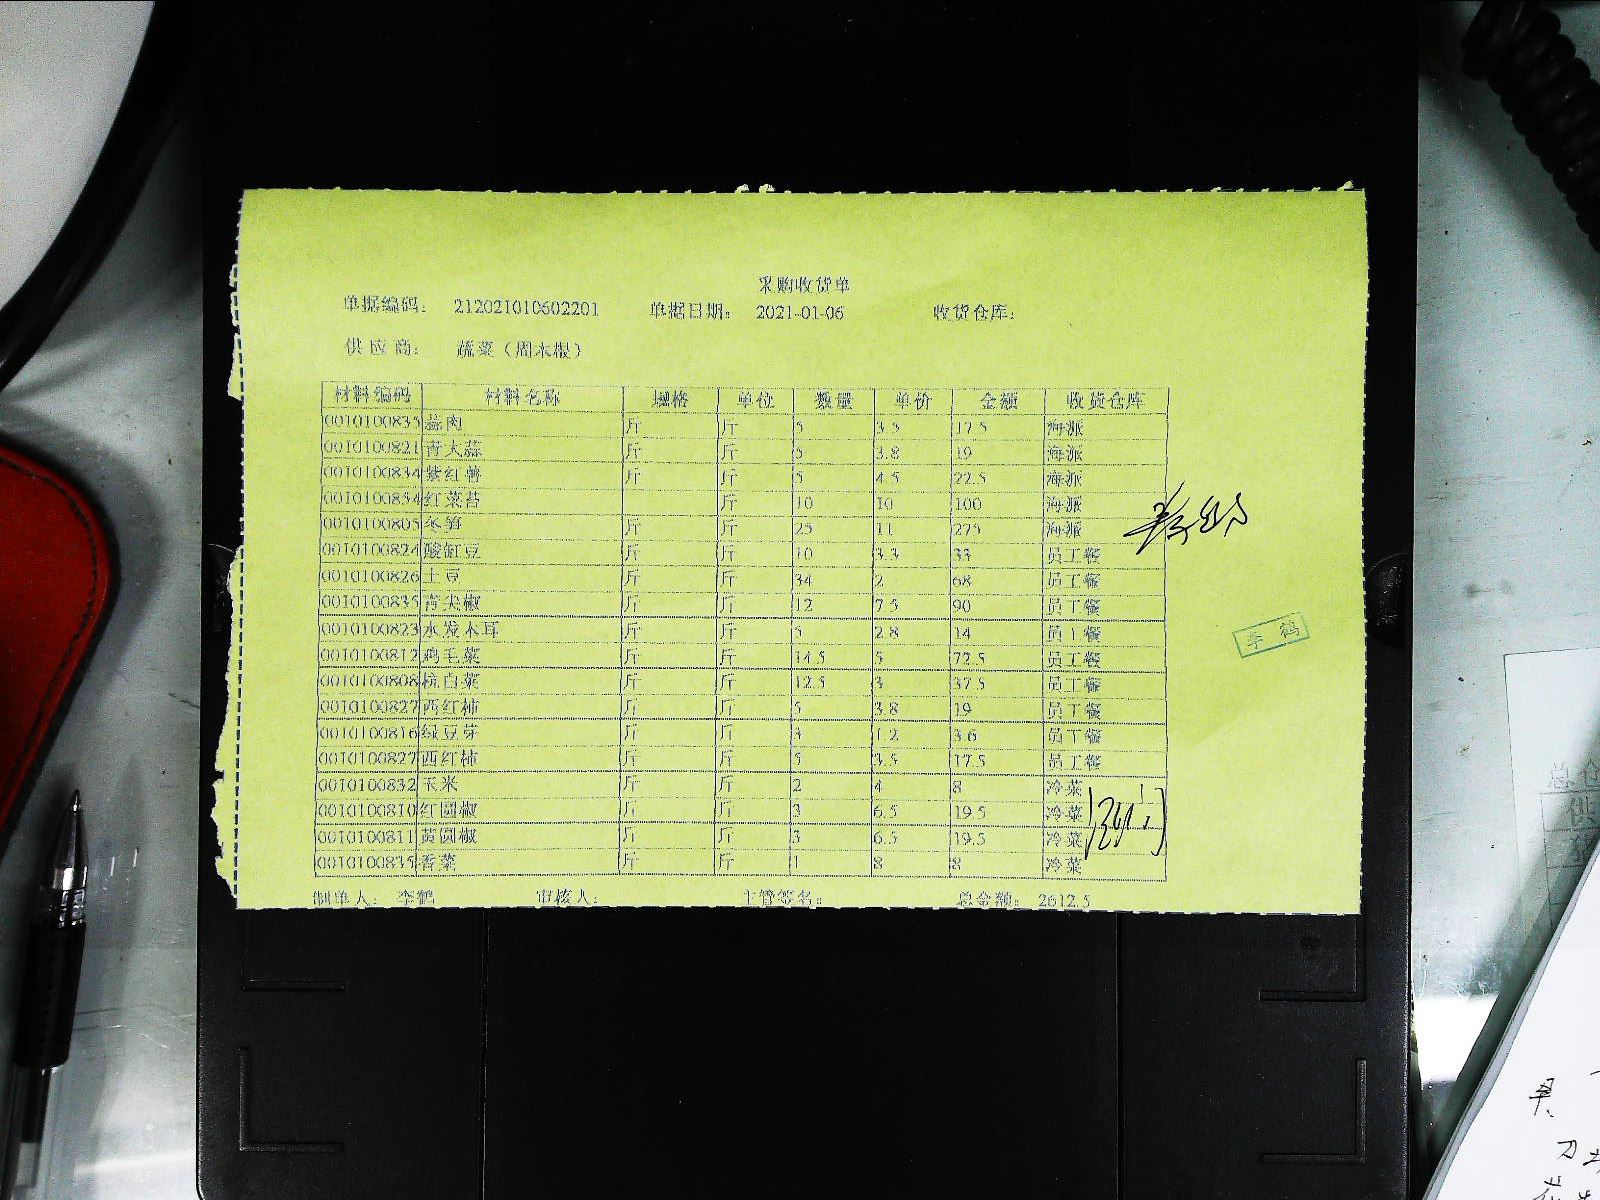 采购收货单
单据编码： 212021010602201 单据日期： 2021-01-06 收货仓库：
供应商： 蔬菜（周本根）
材料编码 材料名称 规格 单位 数量 单价 金额 收货仓库
0010100835 蒜肉 斤 斤 5 3.5 17.5 海派
0010100821 青大蒜 斤 斤 5 3.8 19 海派
0010100834 紫红薯 斤 斤 5 4.5 22.5 海派
0010100854 红菜苔 斤 10 10 100 海派
0010100805 冬笋 斤 斤 25 11 275 海派
0010100824 酸缸豆 斤 斤 10 3.3 33 员工餐
0010100826 土豆 斤 斤 34 2 68 员工餐
0010100835 青尖椒 斤 斤 12 7.5 90 员工餐
0010100823 水发木耳 斤 斤 5 2.8 14 员工餐
0010100812 鸡毛菜 斤 斤 14.5 5 72.5 员工餐
0010100808 杭白菜 斤 斤 12.5 3 37.5 员工餐
0010100827 西红柿 斤 斤 5 3.8 19 员工餐
0010100816 绿豆芽 斤 斤 3 1.2 3.6 员工餐
0010100827 西红柿 斤 斤 5 3.5 17.5 员工餐
0010100832 玉米 斤 斤 2 4 8 冷菜
0010100810 红圆椒 斤 斤 3 6.5 19.5 冷菜
0010100811 黄圆椒 斤 斤 3 6.5 19.5 冷菜
0010100835 香菜 斤 斤 1 8 8 冷菜
制单人： 李鹤 审核人： 主管签名： 总金额： 2612.5
李鹤